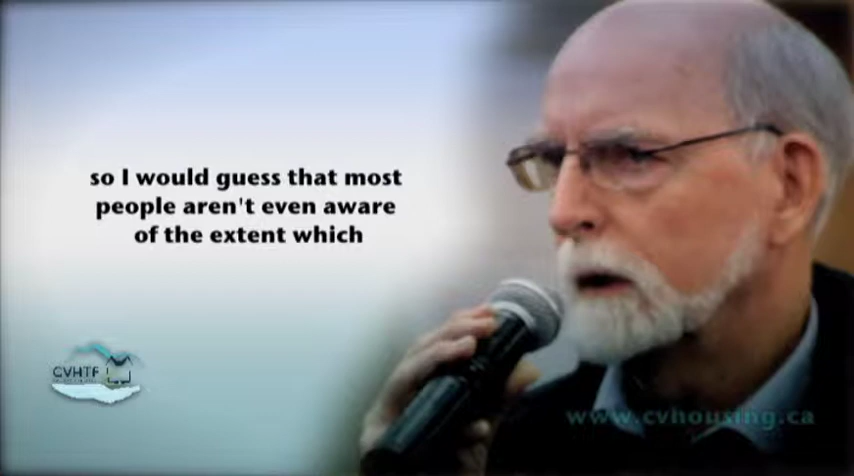 so I would guess that most
people aren't even aware
of the extent which
CVHTF
www.cvhousing.ca